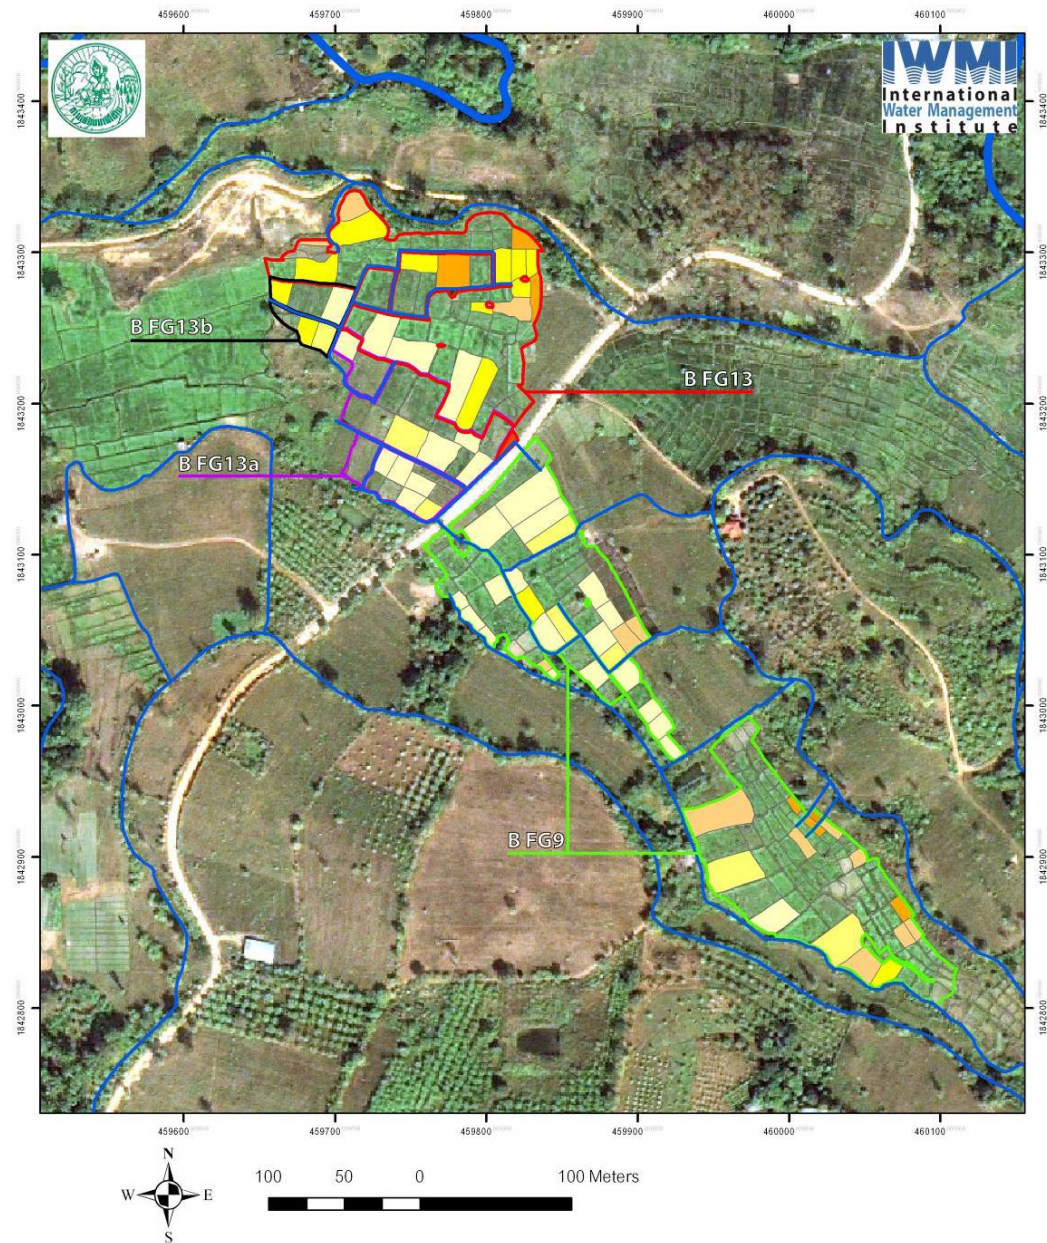 459600 459700 459800 459900 460000 460100
1843400 1843400
IWMI
International
Water Management
Institute
1843300 1843300
B FG13b
B FG13
1843200 1843200
B FG13a
1843100 1843100
1843000 1843000
B FG9
1842900 1842900
1842800 1842800
459600 459700 459800 459900 460000 460100
N
W E
S
100 50 0 100 Meters